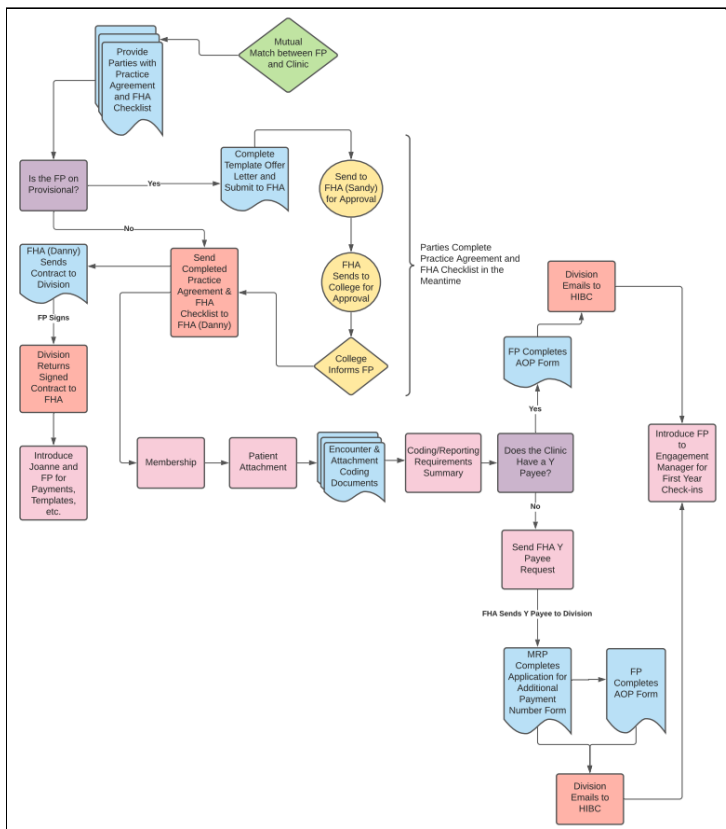 Mutual
Match between FP
and Clinic
Provide
Parties with
Practice
Agreement
and FHA
Checklist
Is the FP on
Provisional?
Yes
Complete
Template Offer
Letter and
Submit to FHA
Send to
FHA (Sandy) for
Approval
FHA
Sends to
College for
Approval
College
Informs FP
Parties Complete
Practice Agreement and
FHA Checklist in the
Meantime
No
Send
Completed
Practice
Agreement &
FHA
Checklist to
FHA (Danny)
FHA (Danny)
Sends
Contract to
Division
FP Signs
Division
Returns
Signed
Contract to
FHA
Introduce
Joanne and
FP for
Payments,
Templates,
etc.
Membership
Patient
Attachment
Encounter &
Attachment
Coding
Documents
Coding/Reporting
Requirements
Summary
Does the Clinic
Have a Y
Payee?
Yes
FP Completes
AOP Form
Division
Emails to
HIBC
Introduce FP
to
Engagement
Manager for
First Year
Check-ins
No
Send FHA Y
Payee
Request
FHA Sends Y Payee to Division
MRP
Completes
Application for
Additional
Payment
Number Form
FP
Completes
AOP Form
Division
Emails to
HIBC